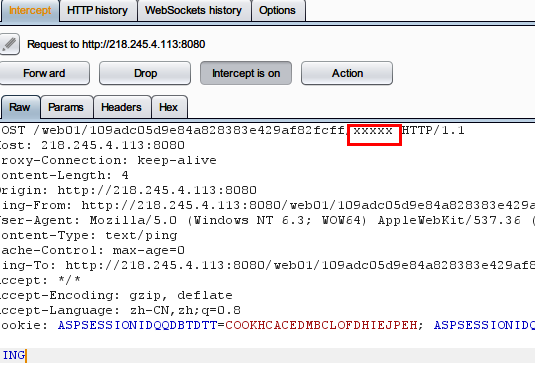 Intercept HTTP history WebSockets history Options
Request to http://218.245.4.113:8080
Forward Drop Intercept is on Action
Raw Params Headers Hex
OST /web01/109adc05d9e84a828383e429af82fcff/xxxxx HTTP/1.1
Host: 218.245.4.113:8080
roxy-Connection: keep-alive
ontent-Length: 4
Origin: http://218.245.4.113:8080
ing-From: http://218.245.4.113:8080/web01/109adc05d9e84a828383e429a
User-Agent: Mozilla/5.0 (Windows NT 6.3; WOW64) AppleWebKit/537.36 (
ontent-Type: text/ping
ache-Control: max-age=0
ing-To: http://218.245.4.113:8080/web01/109adc05d9e84a828383e429af8
ccept: */*
ccept-Encoding: gzip, deflate
ccept-Language: zh-CN,zh;q=0.8
ookie: ASPSESSIONIDQQDBTDTT=COOKHCACEDMBCLOFDHIEJPEH; ASPSESSIONIDQ
ING